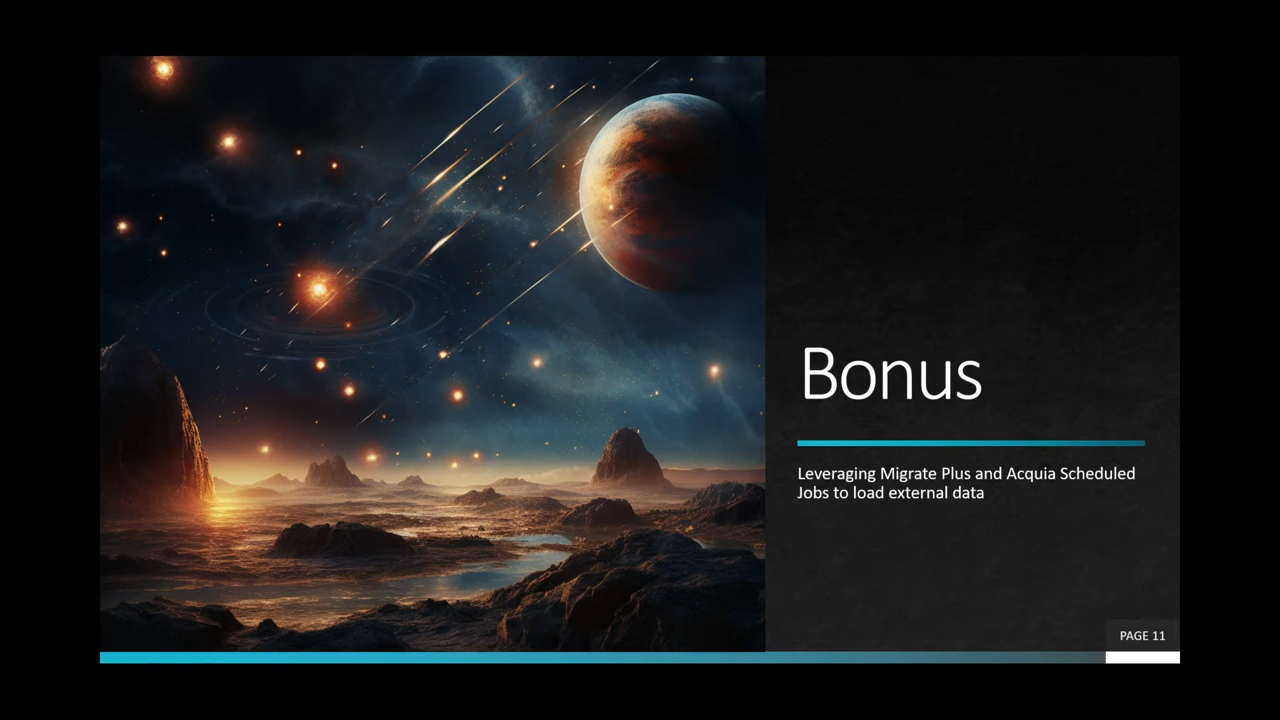 Bonus
Leveraging Migrate Plus and Acquia Scheduled
Jobs to load external data
PAGE 11